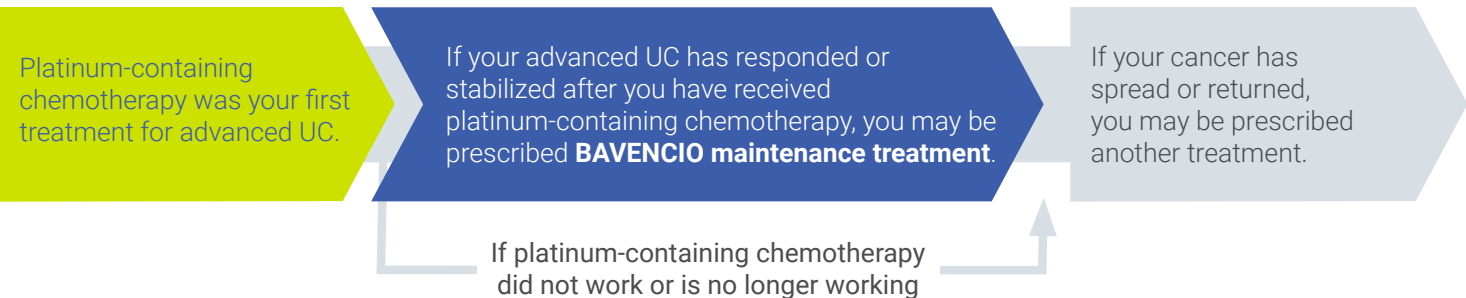 Platinum-containing
chemotherapy was your first
treatment for advanced UC.
If your advanced UC has responded or
stabilized after you have received
platinum-containing chemotherapy, you may be
prescribed BAVENCIO maintenance treatment.
If your cancer has
spread or returned,
you may be prescribed
another treatment.
If platinum-containing chemotherapy
did not work or is no longer working